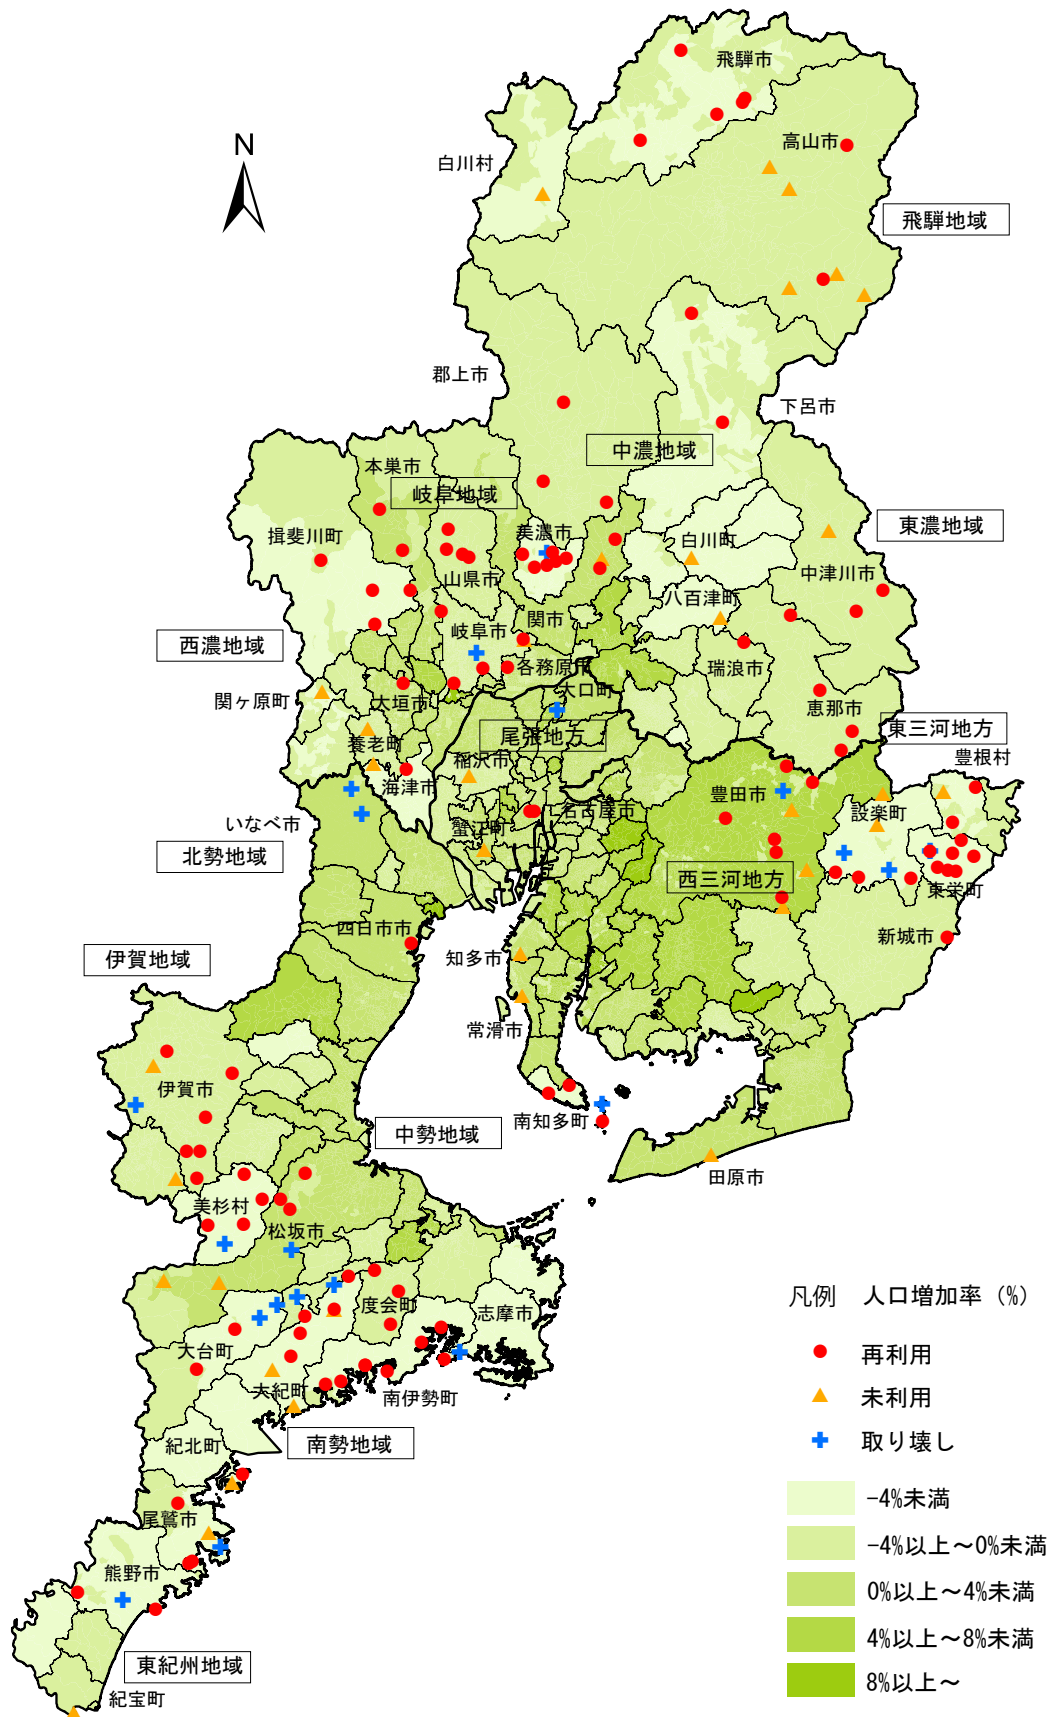 飛騨市
N
高山市
白川村
飛騨地域
郡上市
下呂市
中濃地域
本巣市
岐阜地域
東濃地域
美濃市
揖斐川町
白川町
中津川市
山県市
八百津町
関市
岐阜市
西濃地域
各務原市
瑞浪市
大口町
関ヶ原町
大垣市
恵那市
東三河地方
尾張地方
養老町
豊根村
稲沢市
海津市
豊田市
名古屋市
設楽町
いなべ市
蟹江町
北勢地域
西三河地方
東栄町
四日市市
新城市
伊賀地域
知多市
常滑市
伊賀市
南知多町
中勢地域
田原市
美杉村
松坂市
凡例 人口増加率(%)
度会町
志摩市
再利用
大台町
大紀町
南伊勢町
未利用
紀北町
南勢地域
取り壊し
-4%未満
尾鷲市
-4%以上～0%未満
熊野市
0%以上～4%未満
4%以上～8%未満
東紀州地域
8%以上～
紀宝町